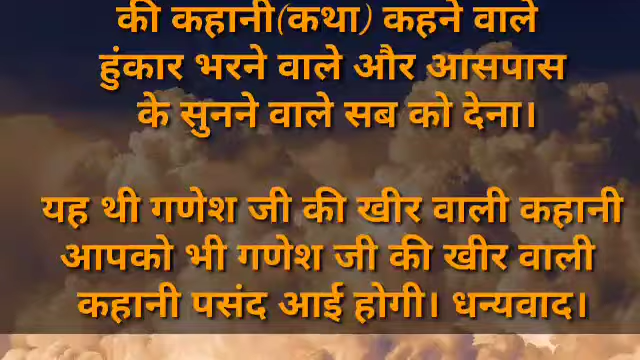 की कहानी(कथा) कहने वाले
हुंकार भरने वाले और आसपास
के सुनने वाले सब को देना।
यह थी गणेश जी की खीर वाली कहानी
आपको भी गणेश जी की खीर वाली
कहानी पसंद आई होगी। धन्यवाद।